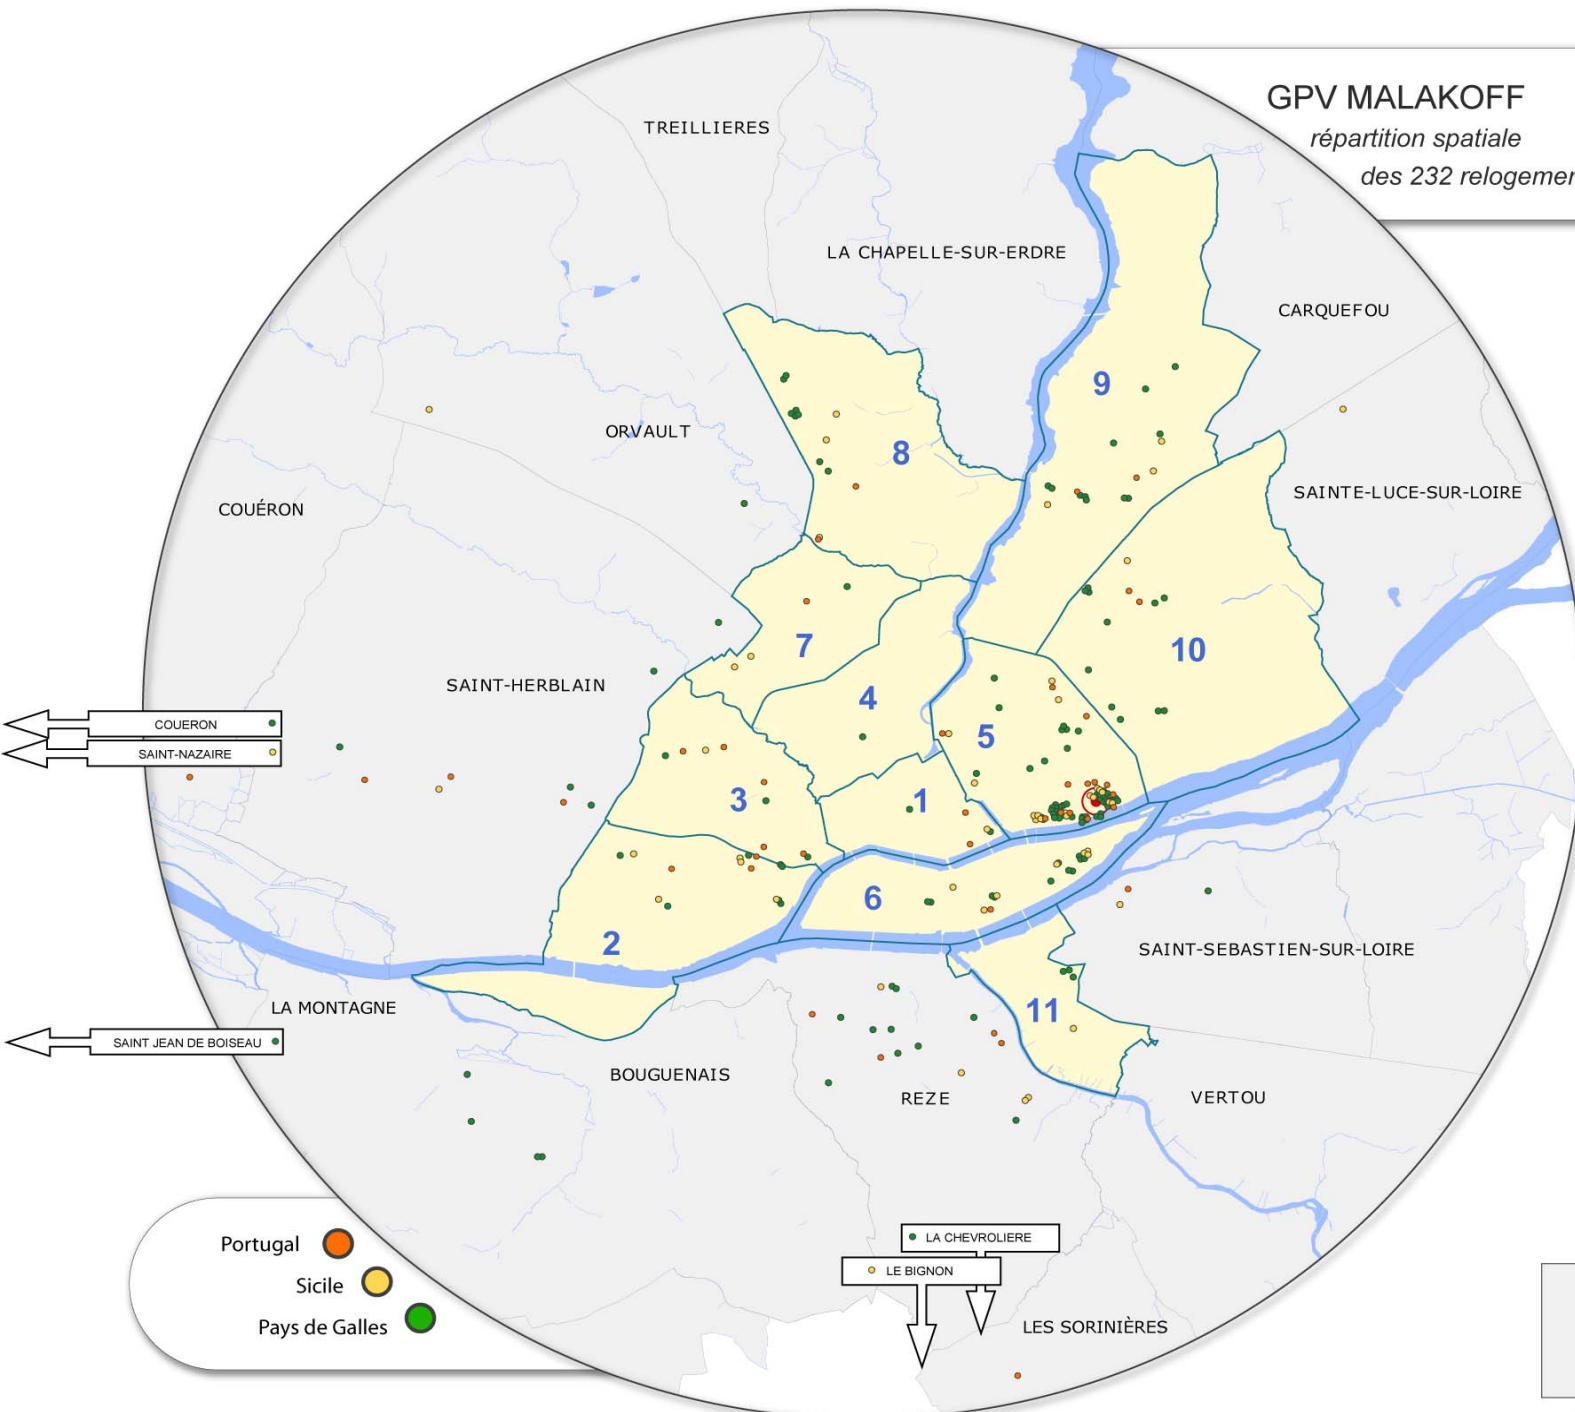 GPV MALAKOFF
répartition spatiale
des 232 relogemen
TREILLIERES
LA CHAPELLE-SUR-ERDRE
CARQUEFOU
9
ORVAULT
8
SAINTE-LUCE-SUR-LOIRE
COUÉRON
7
10
SAINT-HERBLAIN
4
COUERON
5
SAINT-NAZAIRE
3
1
6
2
SAINT-SEBASTIEN-SUR-LOIRE
LA MONTAGNE
11
SAINT JEAN DE BOISEAU
BOUGUENAIS
REZE
VERTOU
LA CHEVROLIERE
Portugal
LE BIGNON
Sicile
Pays de Galles
LES SORINIÈRES